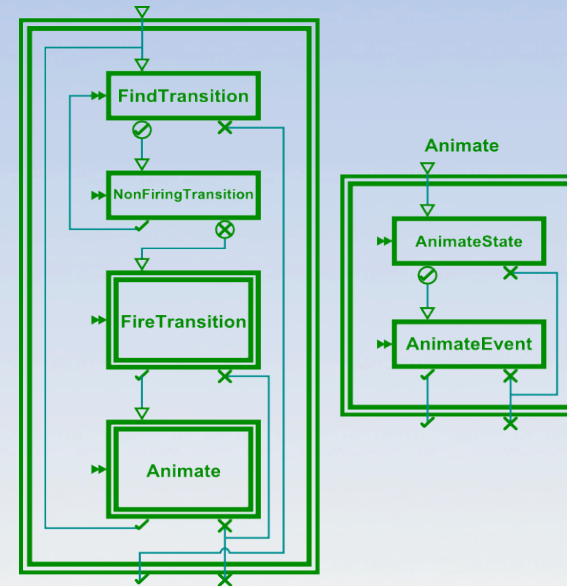 FindTransition
NonFiringTransition
FireTransition
Animate
Animate
AnimateState
AnimateEvent